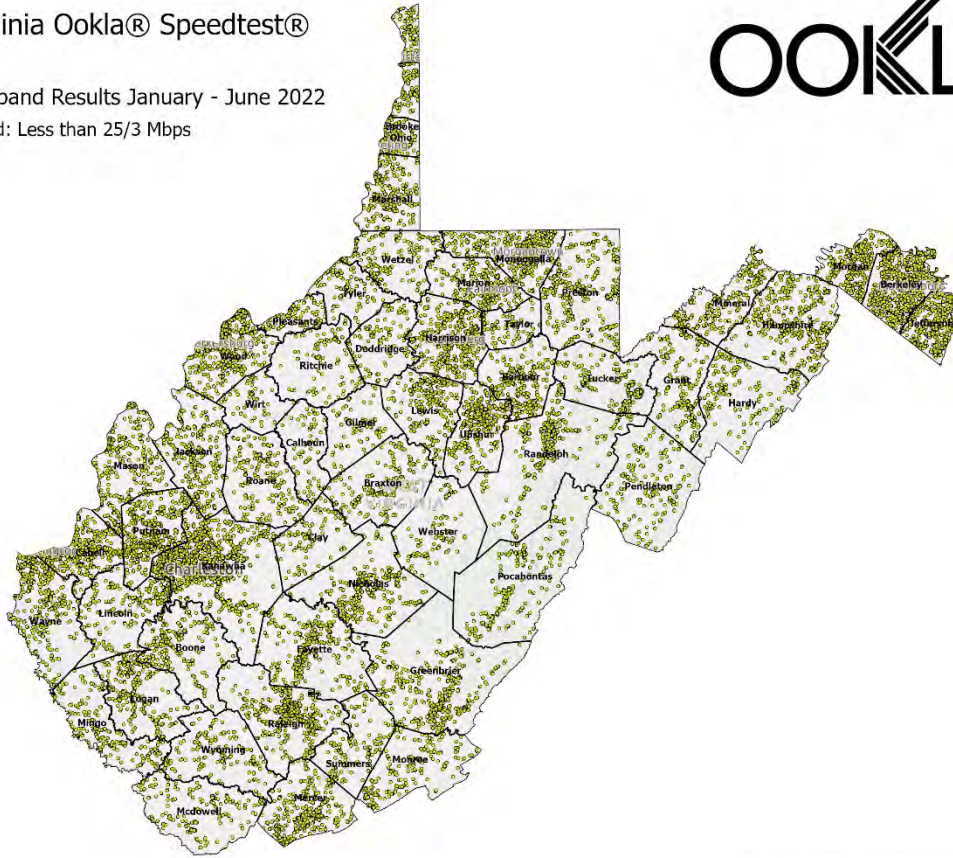 inia Ookla® Speedtest®
OOKL
band Results January - June 2022
d: Less than 25/3 Mbps
Brooke
Ohio
Marshall
Wetzel
Monongalia
Marion
Preston
Tyler
Pleasants
Taylor
Harrison
Doddridge
Wood
Ritchie
Barbour
Tucker
Morgan
Berkeley
Jefferson
Mineral
Hampshire
Grant
Hardy
Wirt
Lewis
Gilmer
Upshur
Calhoun
Randolph
Jackson
Mason
Roane
Braxton
Pendleton
Webster
Putnam
Clay
Cabell
Charleston
Kanawha
Pocahontas
Nicholas
Lincoln
Wayne
Boone
Fayette
Greenbrier
Logan
Mingo
Raleigh
Wyoming
Summers
Monroe
Mercer
Mcdowell